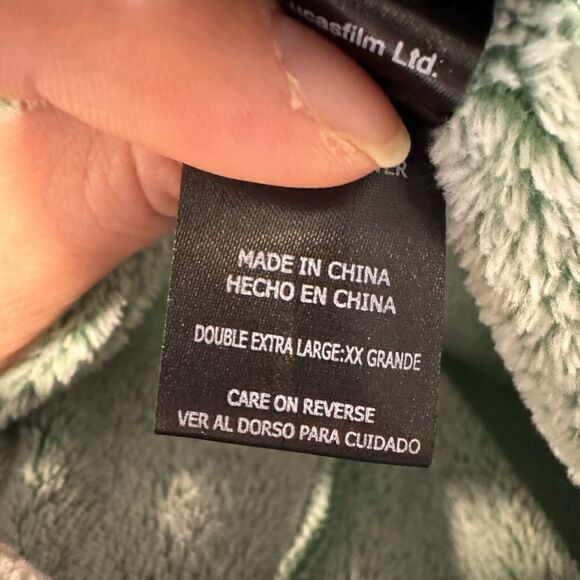 ucasfilm Ltd.
MADE IN CHINA
HECHO EN CHINA
DOUBLE EXTRA LARGE:XX GRANDE
CARE ON REVERSE
VER AL DORSO PARA CUIDADO